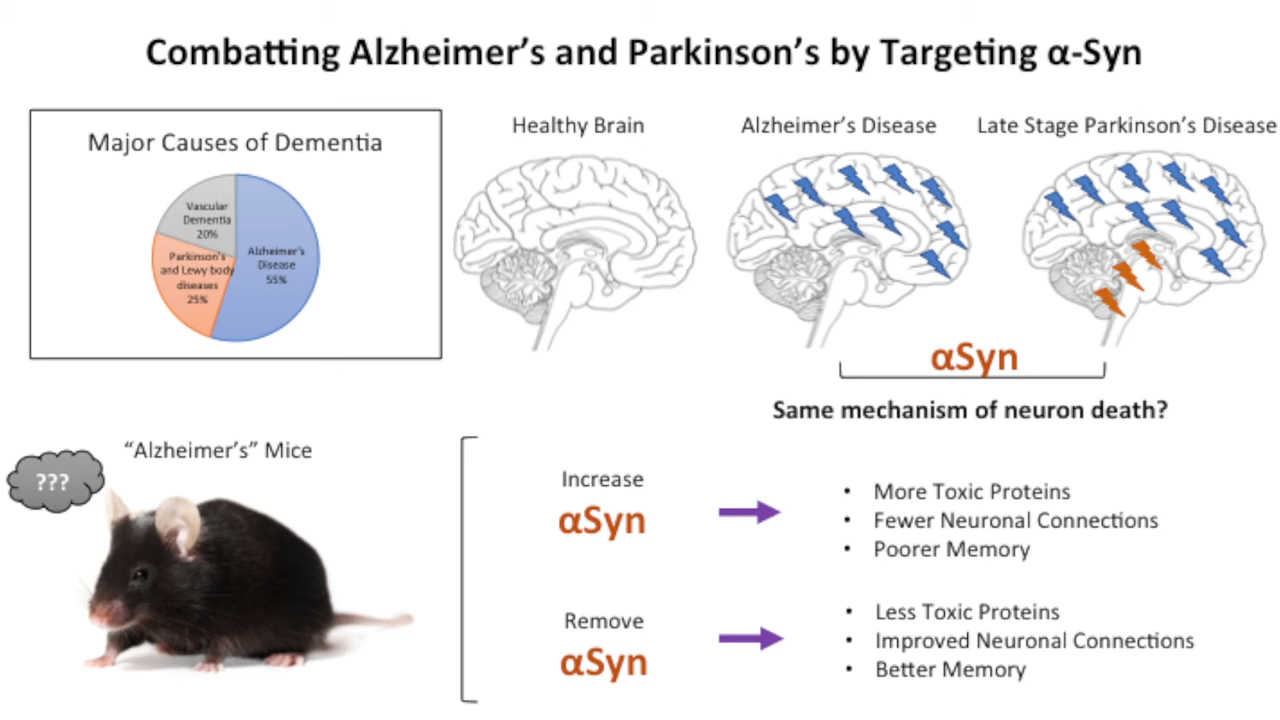 Combatting Alzheimer’s and Parkinson’s by Targeting α-Syn
Major Causes of Dementia
Vascular
Dementia
20%
Alzheimer's
Disease
55%
Parkinson's
and Lewy body
diseases
25%
Healthy Brain
Alzheimer’s Disease
Late Stage Parkinson’s Disease
αSyn
Same mechanism of neuron death?
“Alzheimer’s” Mice
???
Increase
αSyn
• More Toxic Proteins
• Fewer Neuronal Connections
• Poorer Memory
Remove
αSyn
• Less Toxic Proteins
• Improved Neuronal Connections
• Better Memory